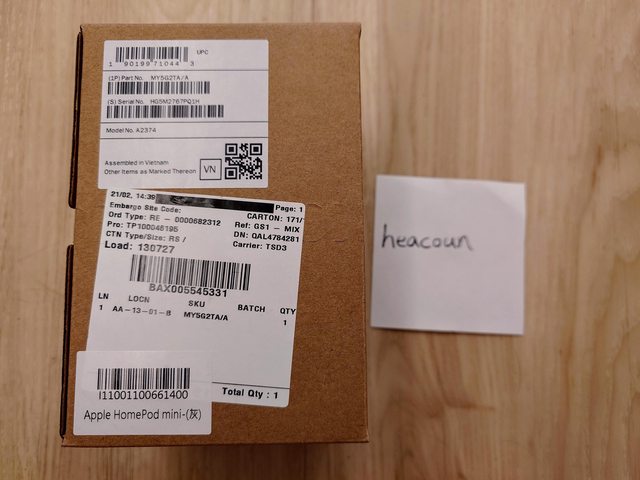 UPC
1 90199 71044 3
(1P) Part No. MY5G2TA/A
(S) Serial No. HG5M2767PQ1H
Model No. A2374
Assembled in Vietnam
Other Items as Marked Thereon
VN
21/02, 14:39 Page: 1
Embargo Site Code: CARTON: 171/
Ord Type: RE - 0000682312 Ref: GS1 - MIX
Pro: TP100046195 DN: QAL4784281
CTN Type/Size: RS / Carrier: TSD3
Load: 130727
BAX005545331
LN LOCN SKU BATCH QTY
1 AA-13-01-B MY5G2TA/A 1
Total Qty : 1
I11001100661400
Apple HomePod mini-(灰)
heacoun